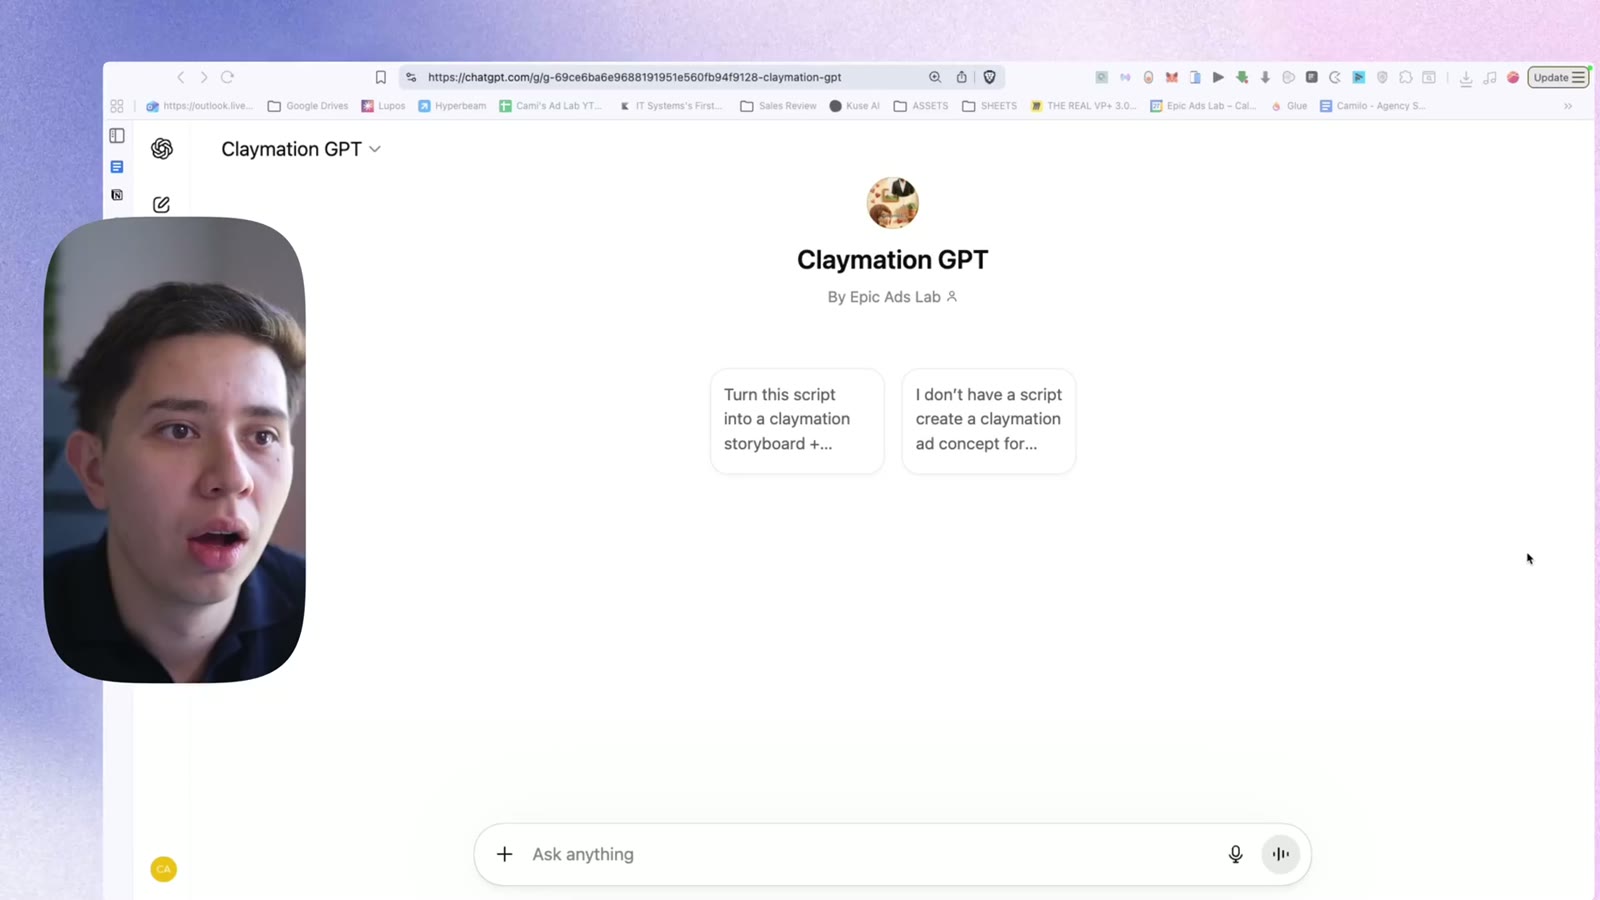 https://chatgpt.com/g/g-69ce6ba6e9688191951e560fb94f9128-claymation-gpt
Update
https://outlook.live...
Google Drives
Lupos
Hyperbeam
Cami's Ad Lab YT...
IT Systems's First...
Sales Review
Kuse AI
ASSETS
SHEETS
THE REAL VP+ 3.0...
Epic Ads Lab – Cal...
Glue
Camilo - Agency S...
»
Claymation GPT
Claymation GPT
By Epic Ads Lab
Turn this script
into a claymation
storyboard +...
I don’t have a script
create a claymation
ad concept for...
Ask anything
CA